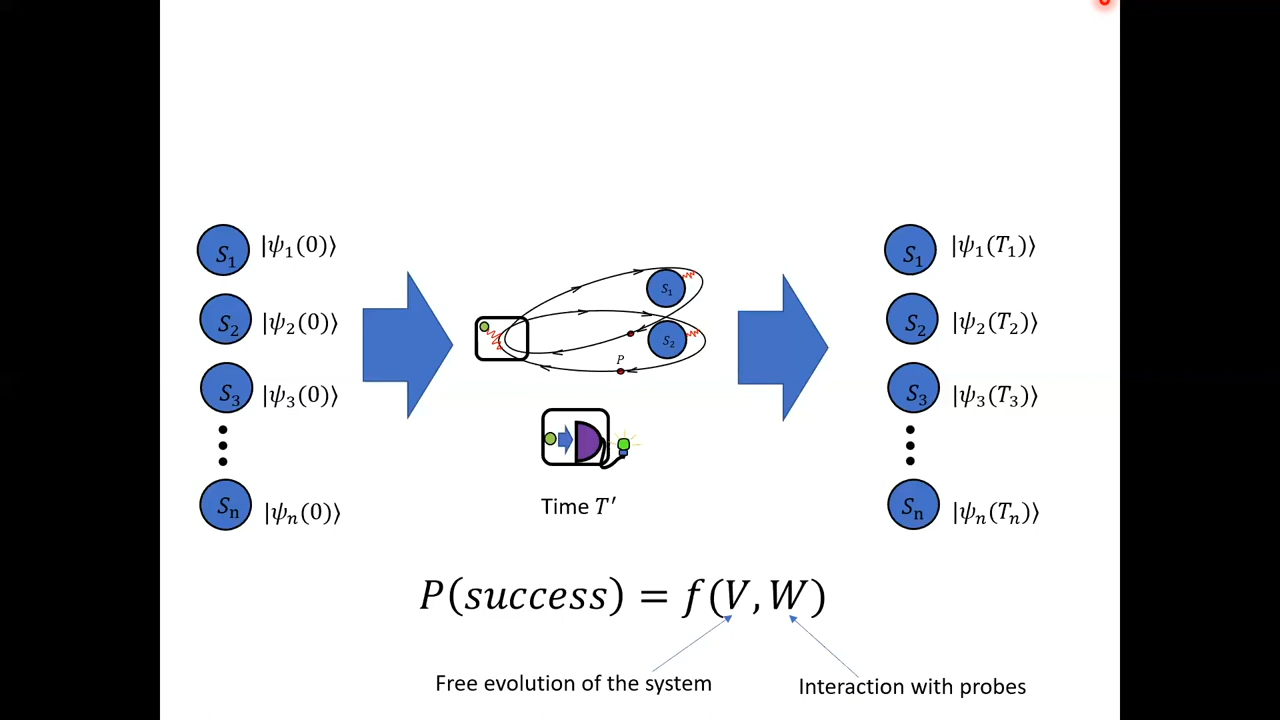 S₁ |ψ₁(0)⟩
S₂ |ψ₂(0)⟩
S₃ |ψ₃(0)⟩
Sₙ |ψₙ(0)⟩
S₁
S₂
P
Time T′
S₁ |ψ₁(T₁)⟩
S₂ |ψ₂(T₂)⟩
S₃ |ψ₃(T₃)⟩
Sₙ |ψₙ(Tₙ)⟩
P(success) = f(V, W)
Free evolution of the system
Interaction with probes